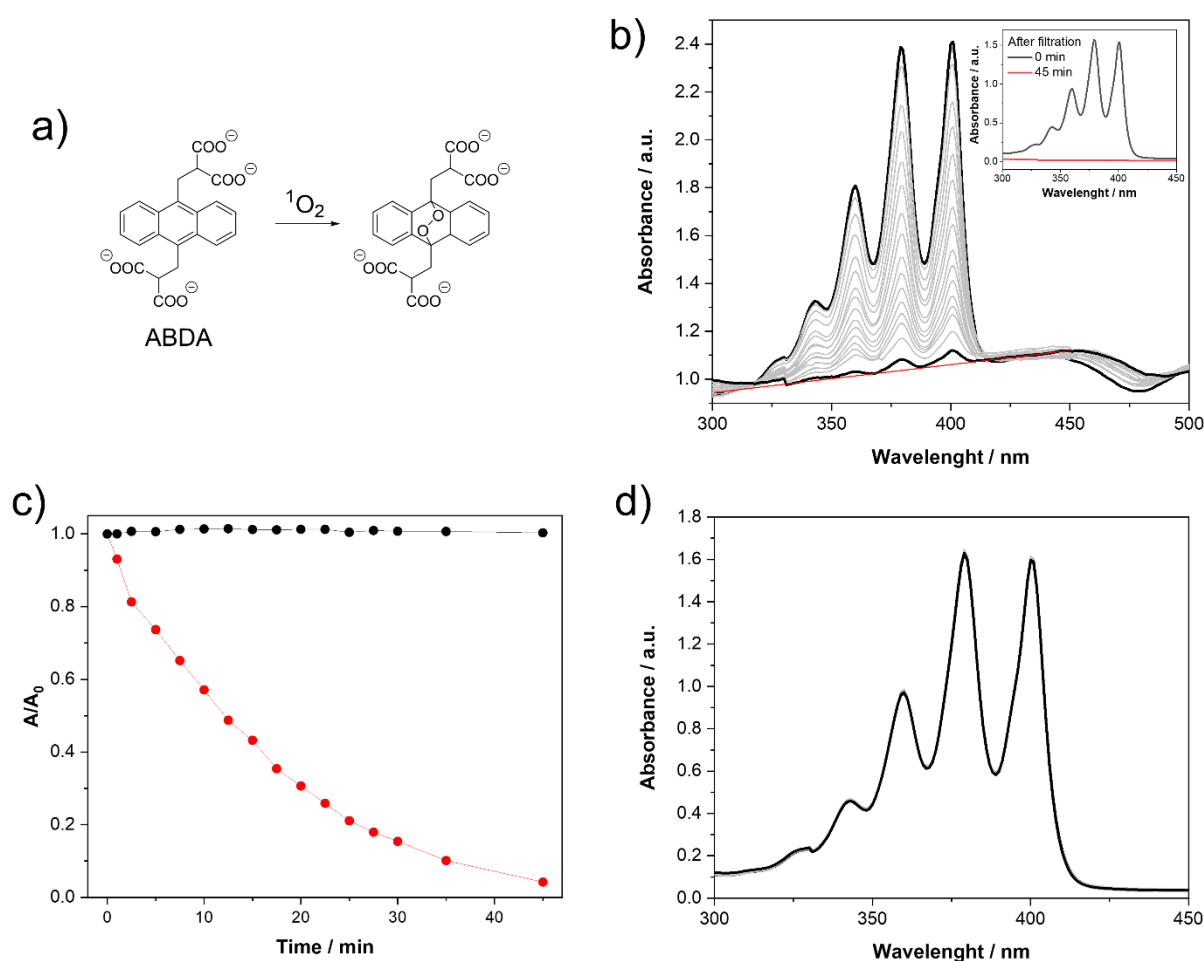 a)
COO⊖
COO⊖
COO⊖
COO⊖
ABDA
¹O₂
COO⊖
COO⊖
O
O
COO⊖
COO⊖
b)
2.4
2.2
2.0
1.8
1.6
1.4
1.2
1.0
Absorbance / a.u.
300
350
400
450
500
Wavelenght / nm
After filtration
0 min
45 min
1.5
1.0
0.5
0.0
Absorbance / a.u.
300
350
400
450
Wavelenght / nm
c)
1.0
0.8
0.6
0.4
0.2
0.0
A/A₀
0
10
20
30
40
Time / min
d)
1.8
1.6
1.4
1.2
1.0
0.8
0.6
0.4
0.2
0.0
Absorbance / a.u.
300
350
400
450
Wavelenght / nm